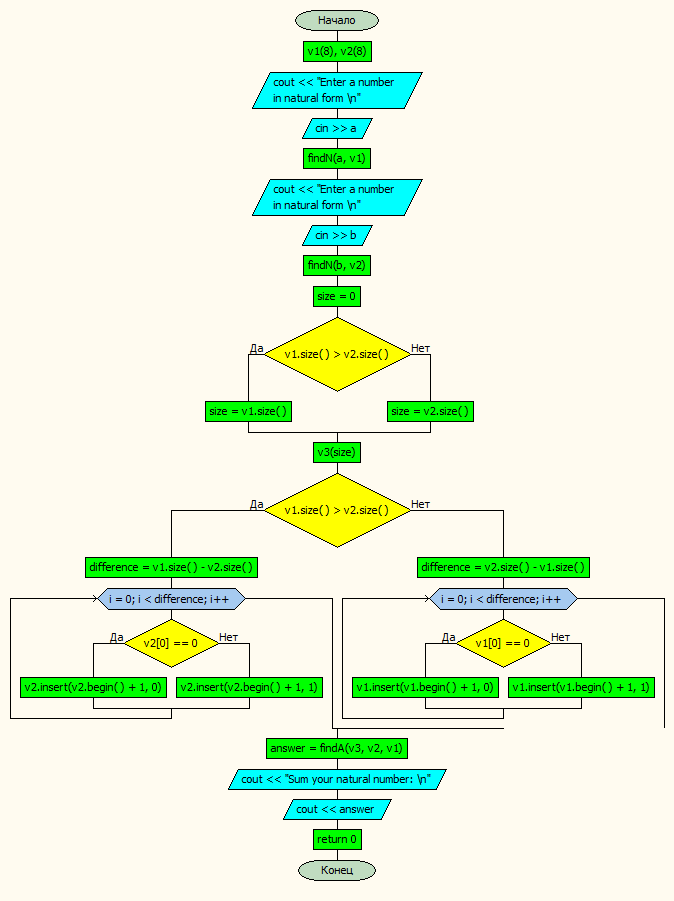 Начало
v1(8), v2(8)
cout << "Enter a number
in natural form \n"
cin >> a
findN(a, v1)
cout << "Enter a number
in natural form \n"
cin >> b
findN(b, v2)
size = 0
Да
v1.size() > v2.size()
Нет
size = v1.size()
size = v2.size()
v3(size)
Да
v1.size() > v2.size()
Нет
difference = v1.size() - v2.size()
difference = v2.size() - v1.size()
i = 0; i < difference; i++
i = 0; i < difference; i++
Да
v2[0] == 0
Нет
Да
v1[0] == 0
Нет
v2.insert(v2.begin() + 1, 0)
v2.insert(v2.begin() + 1, 1)
v1.insert(v1.begin() + 1, 0)
v1.insert(v1.begin() + 1, 1)
answer = findA(v3, v2, v1)
cout << "Sum your natural number: \n"
cout << answer
return 0
Конец